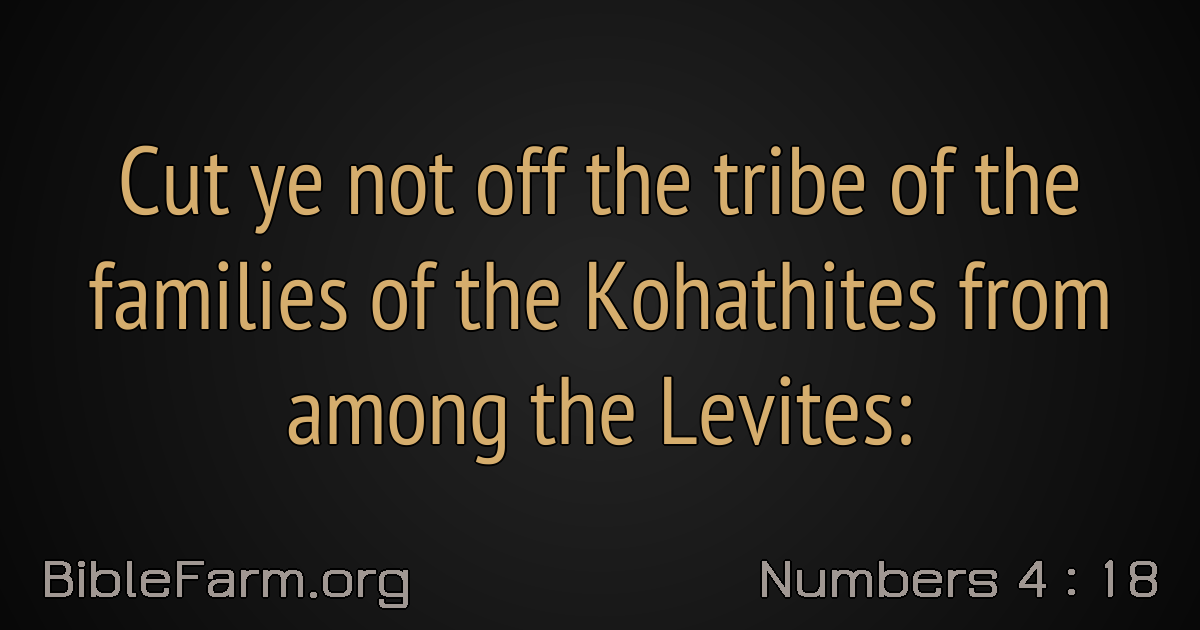 Cut ye not off the tribe of the
families of the Kohathites from
among the Levites:
BibleFarm.org
Numbers 4 : 18